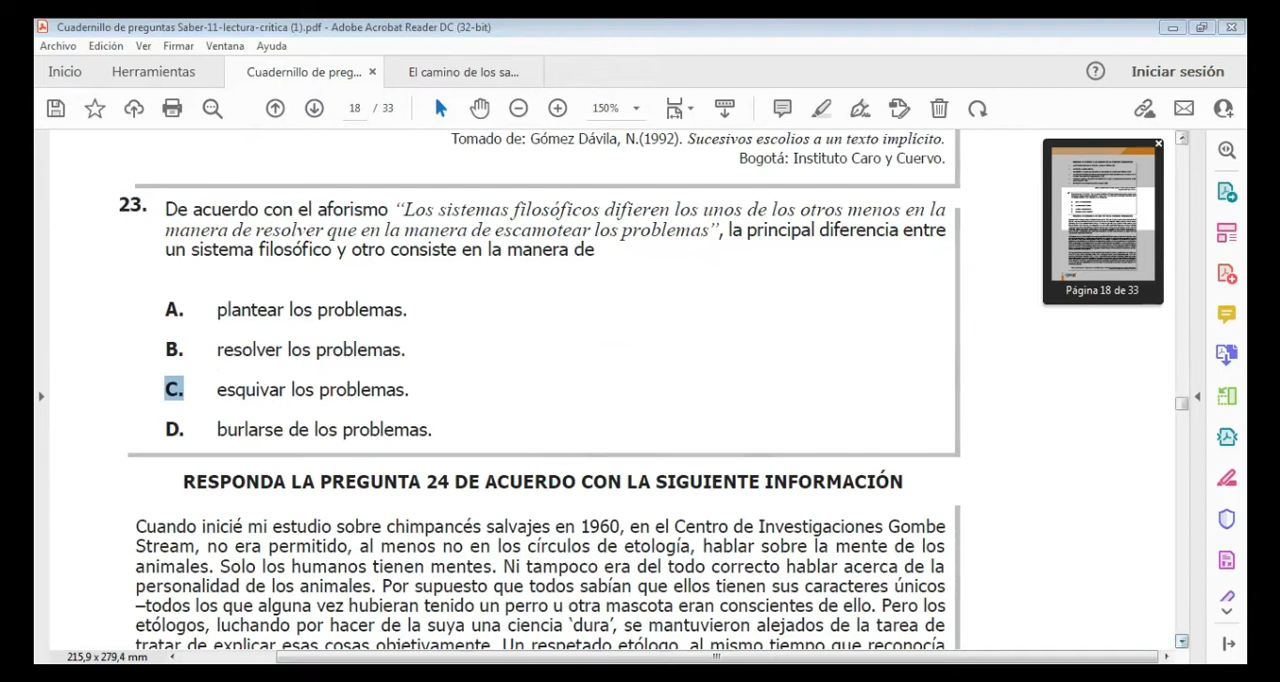 Cuadernillo de preguntas Saber-11-lectura-critica (1).pdf - Adobe Acrobat Reader DC (32-bit)
Archivo Edición Ver Firmar Ventana Ayuda
Inicio Herramientas Cuadernillo de preg... × El camino de los sa... Iniciar sesión
18 / 33 150%
Tomado de: Gómez Dávila, N.(1992). Sucesivos escolios a un texto implícito.
Bogotá: Instituto Caro y Cuervo.
23. De acuerdo con el aforismo “Los sistemas filosóficos difieren los unos de los otros menos en la
manera de resolver que en la manera de escamotear los problemas”, la principal diferencia entre
un sistema filosófico y otro consiste en la manera de
A. plantear los problemas.
B. resolver los problemas.
C. esquivar los problemas.
D. burlarse de los problemas.
RESPONDA LA PREGUNTA 24 DE ACUERDO CON LA SIGUIENTE INFORMACIÓN
Cuando inicié mi estudio sobre chimpancés salvajes en 1960, en el Centro de Investigaciones Gombe
Stream, no era permitido, al menos no en los círculos de etología, hablar sobre la mente de los
animales. Solo los humanos tienen mentes. Ni tampoco era del todo correcto hablar acerca de la
personalidad de los animales. Por supuesto que todos sabían que ellos tienen sus caracteres únicos
–todos los que alguna vez hubieran tenido un perro u otra mascota eran conscientes de ello. Pero los
etólogos, luchando por hacer de la suya una ciencia ‘dura’, se mantuvieron alejados de la tarea de
tratar de explicar esas cosas objetivamente. Un respetado etólogo, al mismo tiempo que reconocía
Página 18 de 33
215,9 x 279,4 mm